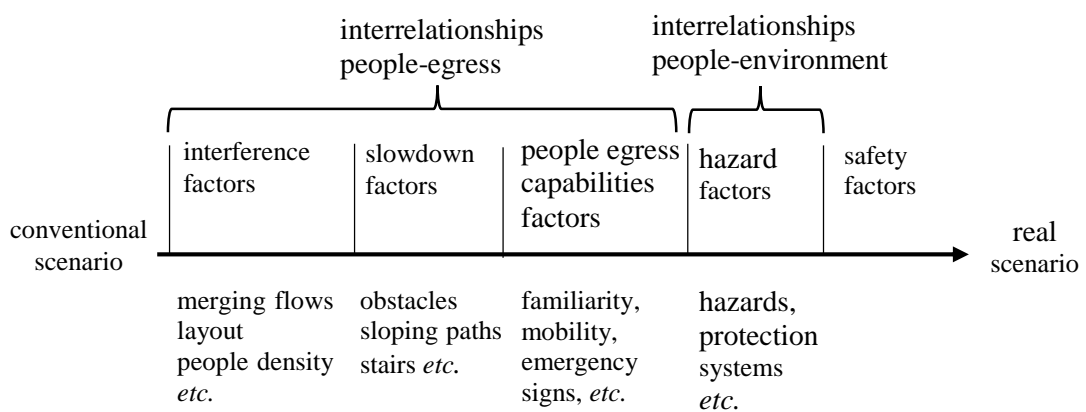 interrelationships
people-egress
interrelationships
people-environment
interference
factors
slowdown
factors
people egress
capabilities
factors
hazard
factors
safety
factors
conventional
scenario
real
scenario
merging flows
layout
people density
etc.
obstacles
sloping paths
stairs etc.
familiarity,
mobility,
emergency
signs, etc.
hazards,
protection
systems
etc.